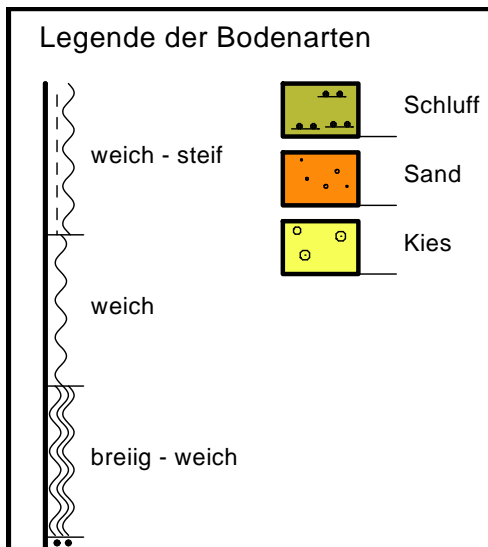 Legende der Bodenarten
weich - steif
weich
breiig - weich
Schluff
Sand
Kies